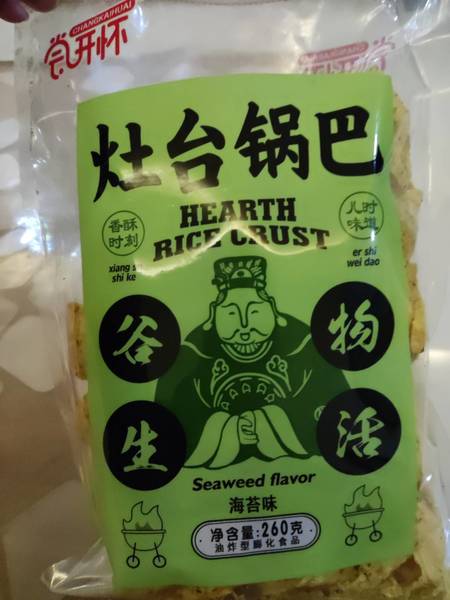 CHANGKAIHUAI
尝开怀
灶台锅巴
HEARTH
RICE CRUST
香酥
时刻
xiang su
shi ke
儿时
味道
er shi
wei dao
谷 物
生 活
Seaweed flavor
海苔味
净含量:260克
油炸型膨化食品